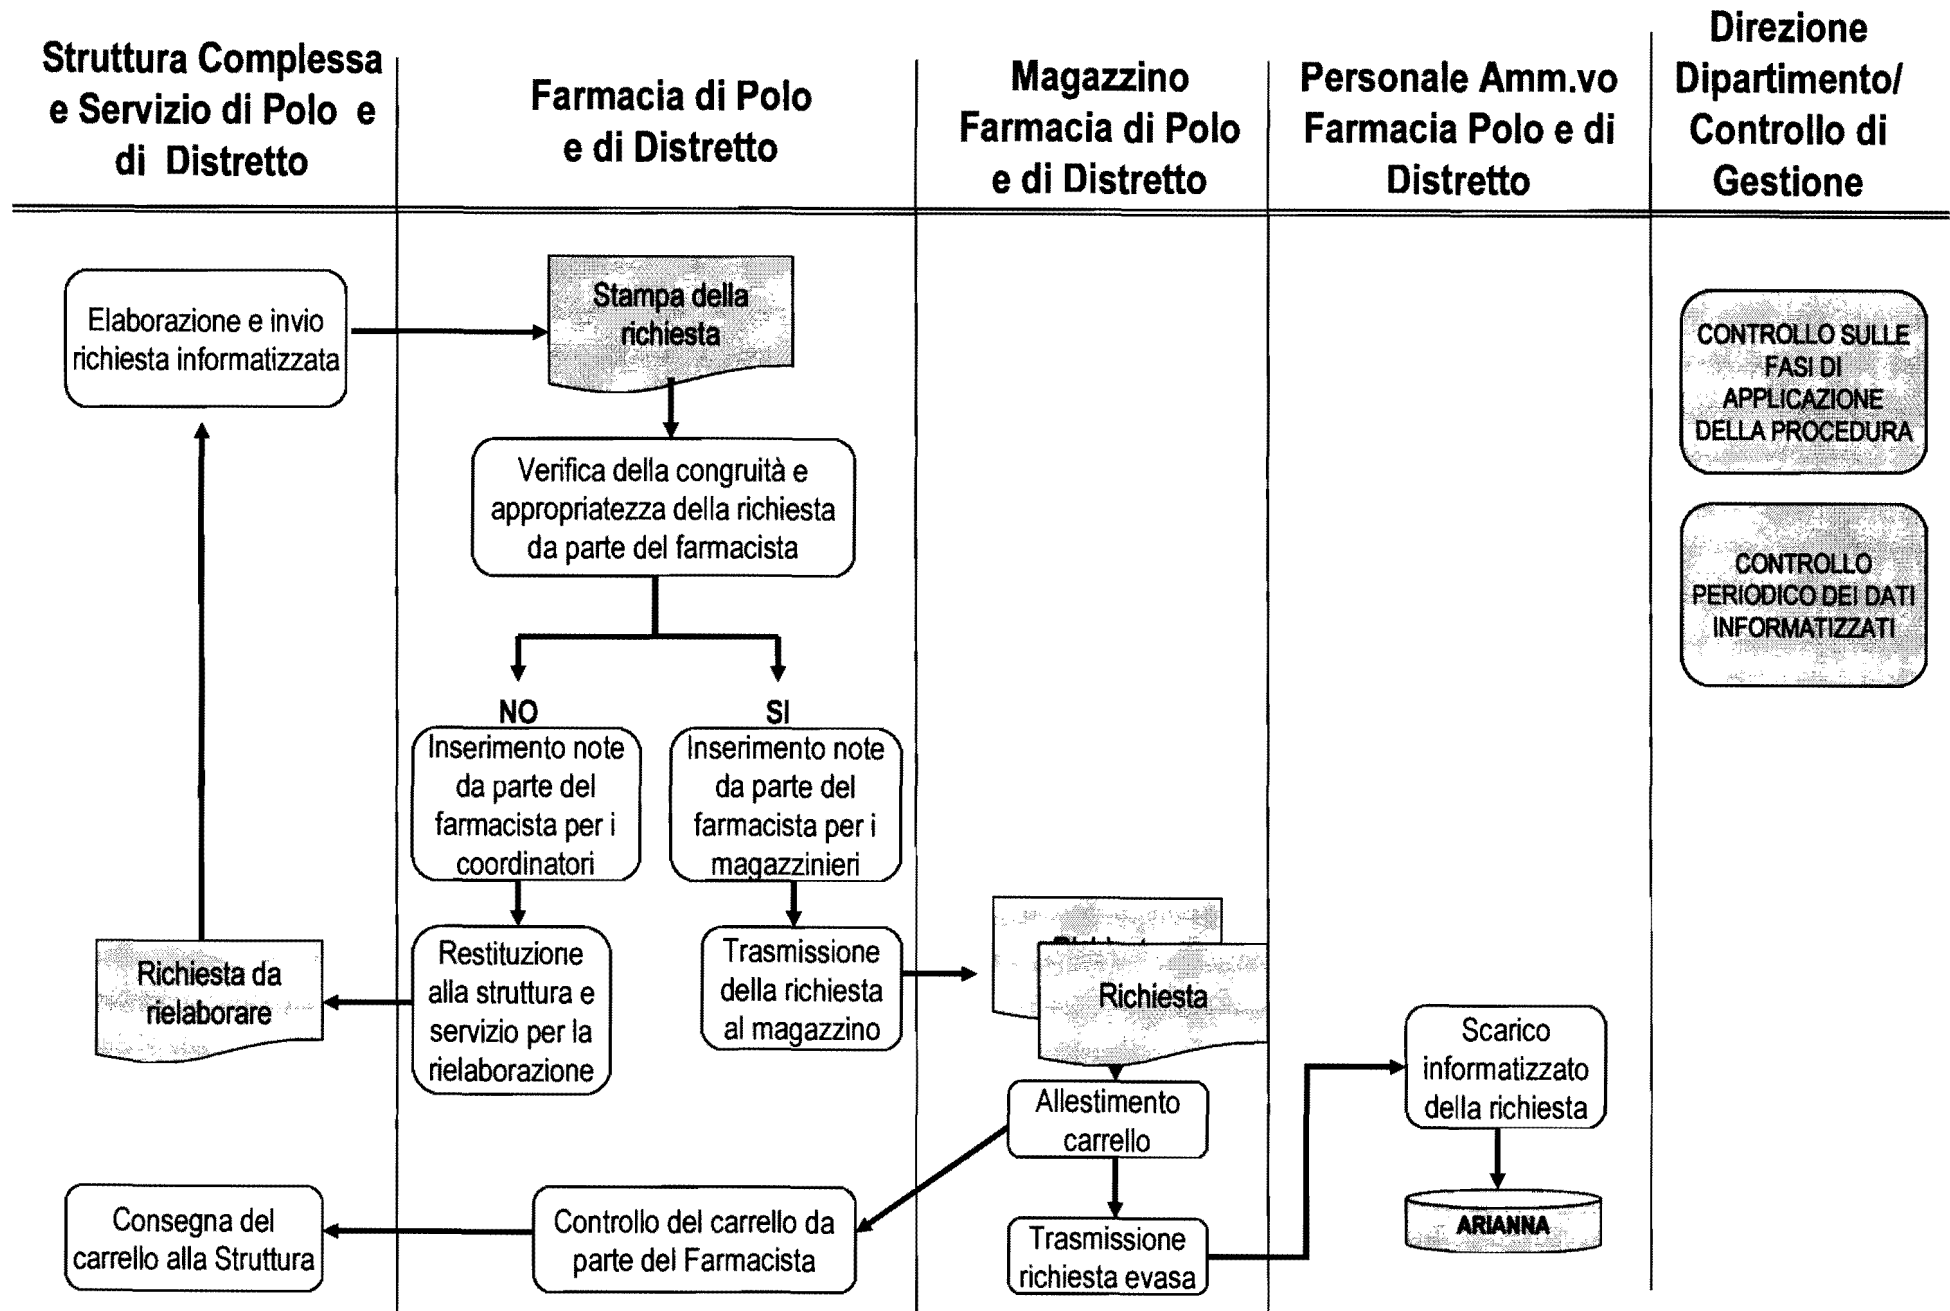 Struttura Complessa
e Servizio di Polo e
di Distretto
Farmacia di Polo
e di Distretto
Magazzino
Farmacia di Polo
e di Distretto
Personale Amm.vo
Farmacia Polo e di
Distretto
Direzione
Dipartimento/
Controllo di
Gestione
Elaborazione e invio
richiesta informatizzata
Stampa della
richiesta
CONTROLLO SULLE
FASI DI
APPLICAZIONE
DELLA PROCEDURA
Verifica della congruità e
appropriatezza della richiesta
da parte del farmacista
CONTROLLO
PERIODICO DEI DATI
INFORMATIZZATI
NO
SI
Inserimento note
da parte del
farmacista per i
coordinatori
Inserimento note
da parte del
farmacista per i
magazzinieri
Richiesta da
rielaborare
Restituzione
alla struttura e
servizio per la
rielaborazione
Trasmissione
della richiesta
al magazzino
Richiesta
Scarico
informatizzato
della richiesta
Allestimento
carrello
ARIANNA
Consegna del
carrello alla Struttura
Controllo del carrello da
parte del Farmacista
Trasmissione
richiesta evasa